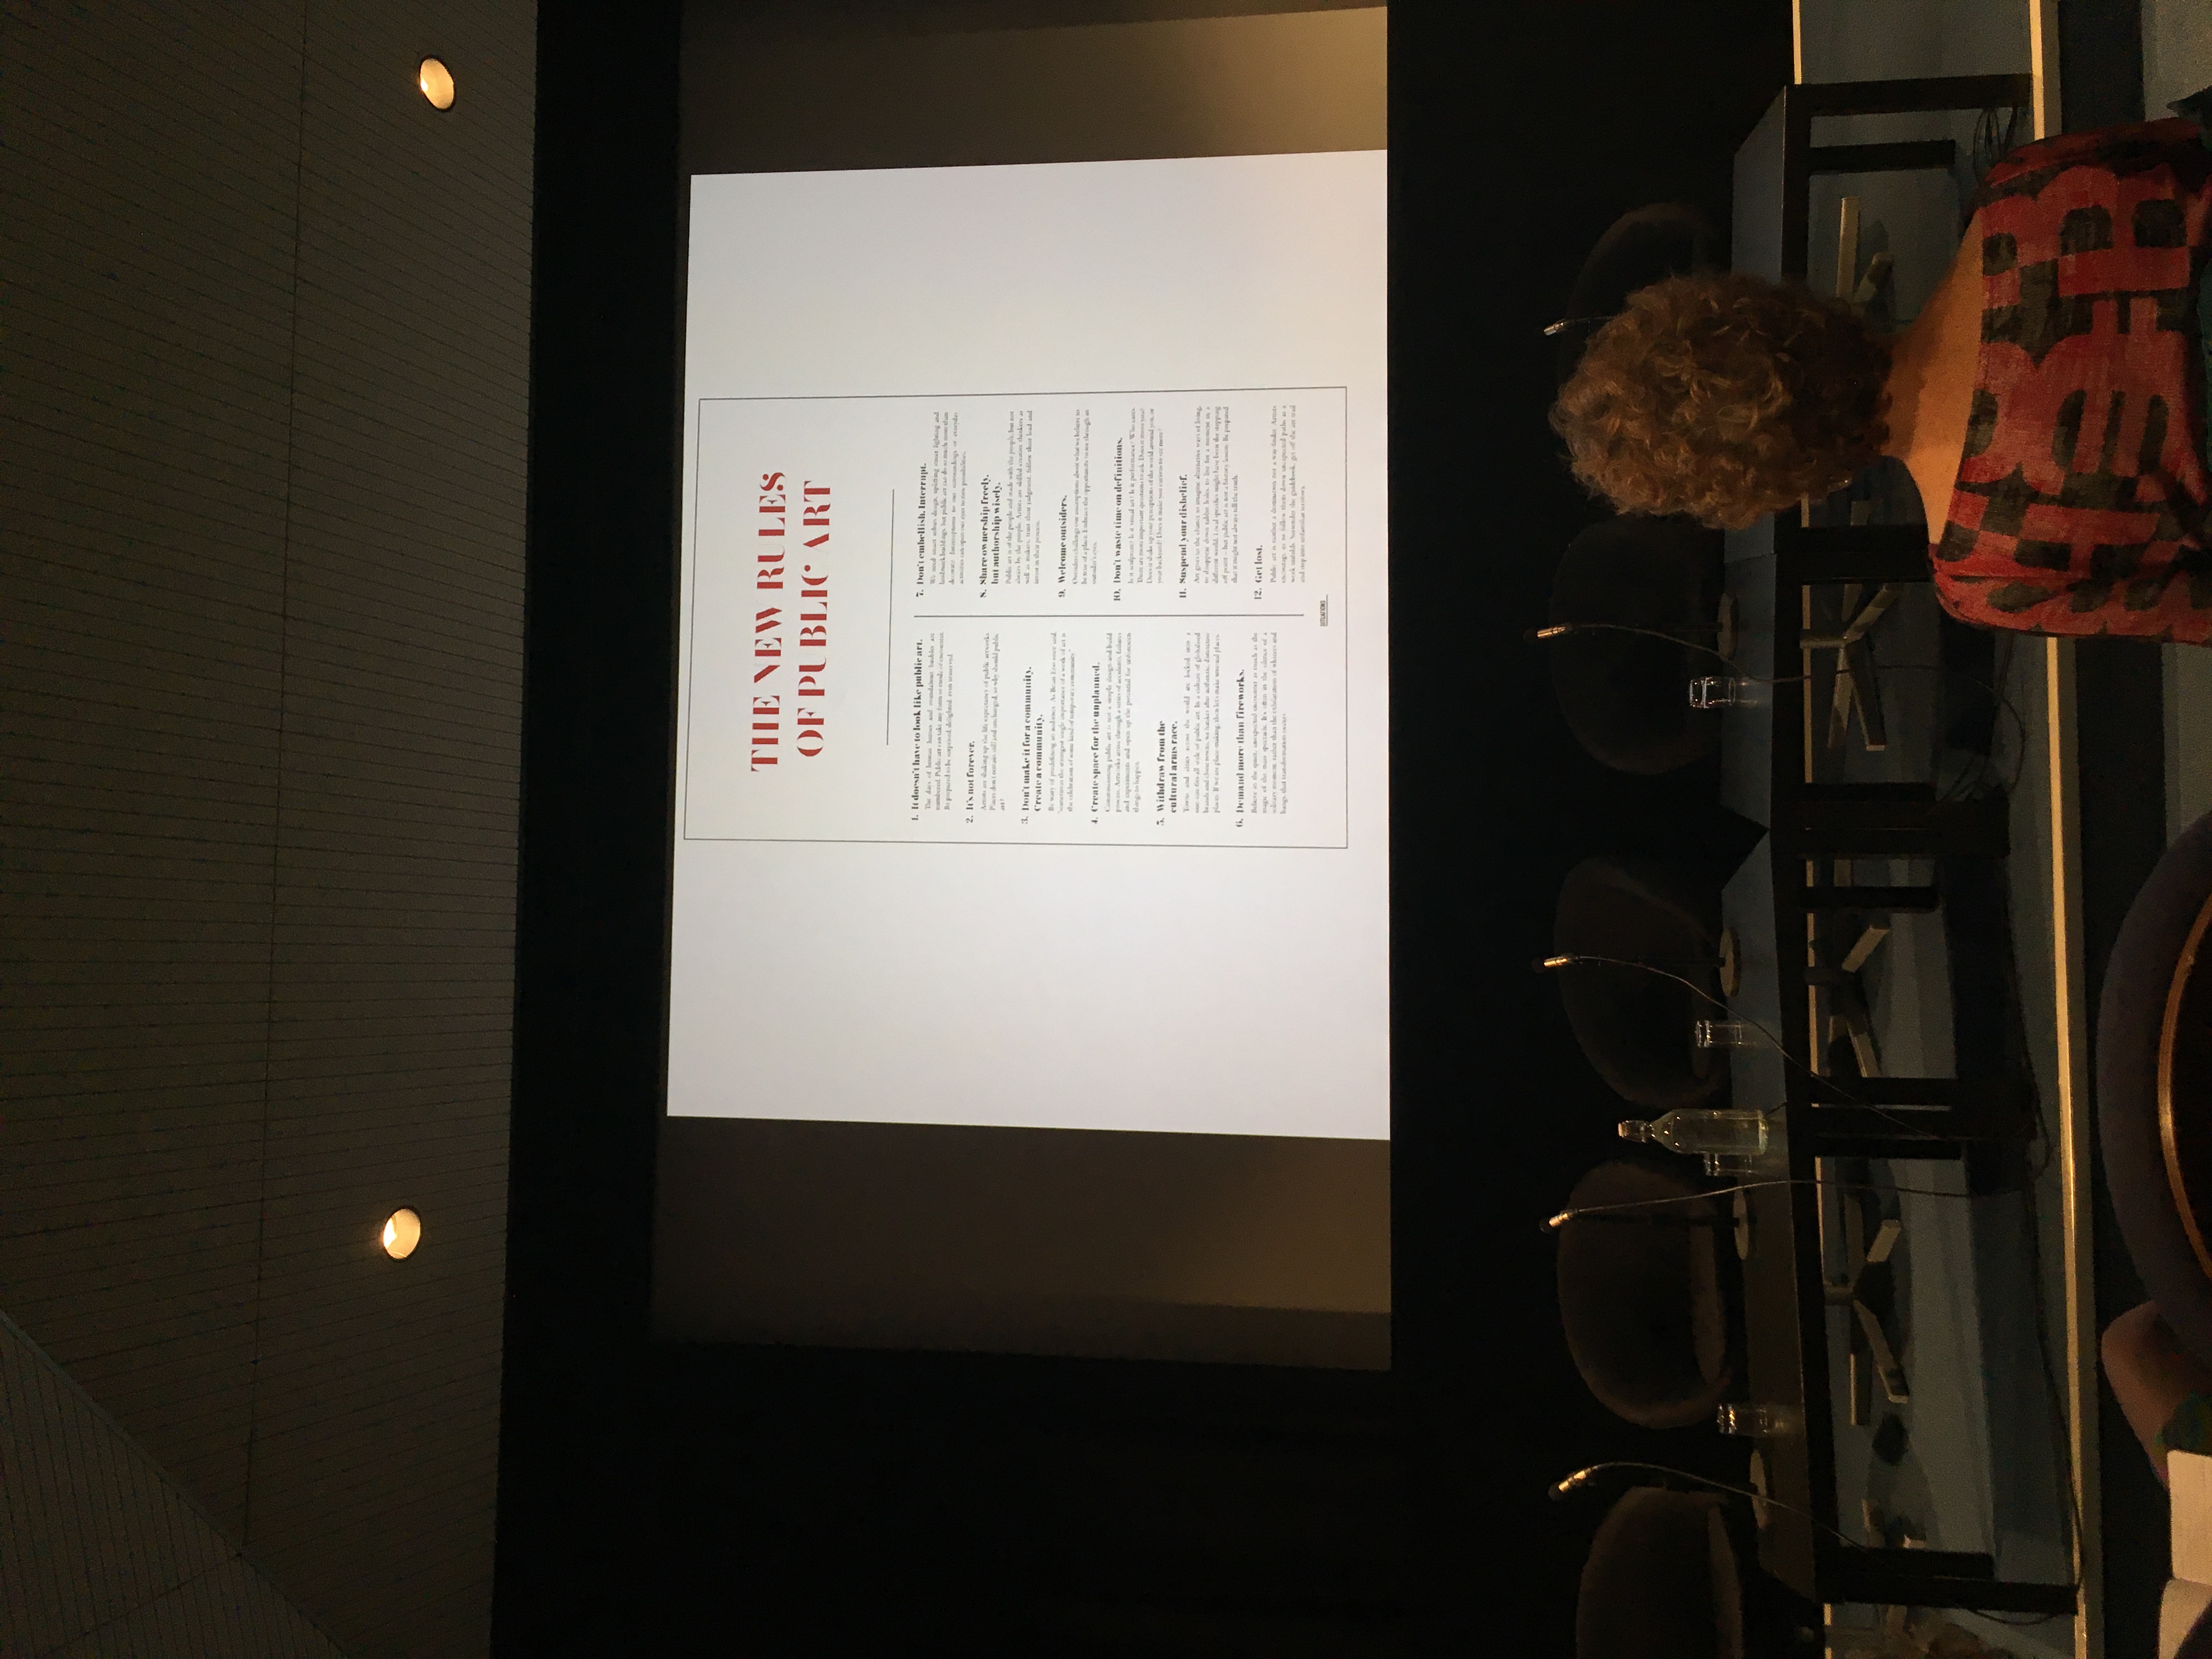 THE NEW RULES
OF PUBLIC ART
1. It doesn't have to look like public art.
The days of bronze heroes and roundabout baubles are
numbered. Public art can take any form or mode of encounter.
Be prepared to be surprised, delighted, even unnerved.
2. It's not forever.
Artists are shaking up the life expectancy of public artworks.
Places don't remain still and unchanged, so why should public
art?
3. Don't make it for a community.
Create a community.
Be wary of predefining an audience. As Brian Eno once said,
"sometimes the strongest single importance of a work of art is
the celebration of some kind of temporary community."
4. Create space for the unplanned.
Commissioning public art is not a simple design-and-build
process. Artworks arrive through a series of accidents, failures
and experiments and open up the potential for unforeseen
things to happen.
5. Withdraw from the
cultural arms race.
Towns and cities across the world are locked into a
one-size-fits-all style of public art. In a culture of globalised
brands and clone towns, we hanker after authentic, distinctive
places. If we are place-making, then let's make unusual places.
6. Demand more than fireworks.
Believe in the quiet, unexpected encounter as much as the
magic of the mass spectacle. It's often in the silence of a
solitary moment, rather than the exhilaration of whizzes and
bangs, that transformation occurs.
7. Don't embellish. Interrupt.
We need smart urban design, uplifting street lighting and
landmark buildings, but public art can do so much more than
decorate. Interruptions to our surroundings or everyday
activities can open our eyes to new possibilities.
8. Share ownership freely,
but authorship wisely.
Public art is of the people and made with the people, but not
always by the people. Artists are skilled creative thinkers as
well as makers, trust their judgment, follow their lead and
invest in their process.
9. Welcome outsiders.
Outsiders challenge our assumptions about what we believe to
be true of a place. Embrace the opportunity to see through an
outsider's eyes.
10. Don't waste time on definitions.
Is it sculpture? Is it visual art? Is it performance? Who cares.
There are more important questions to ask. Does it move you?
Does it shake up your perceptions of the world around you, or
your backyard? Does it make you curious to see more?
11. Suspend your disbelief.
Art gives us the chance to imagine alternative ways of living,
to disappear down rabbit holes, to live for a moment in a
different world. Local specifics might have been the stepping
off point – but public art is not a history lesson. Be prepared
that it might not always tell the truth.
12. Get lost.
Public art is neither a destination nor a way-finder. Artists
encourage us to follow them down unexpected paths as a
work unfolds. Surrender the guidebook, get off the art trail
and step into unfamiliar territory.
SITUATIONS